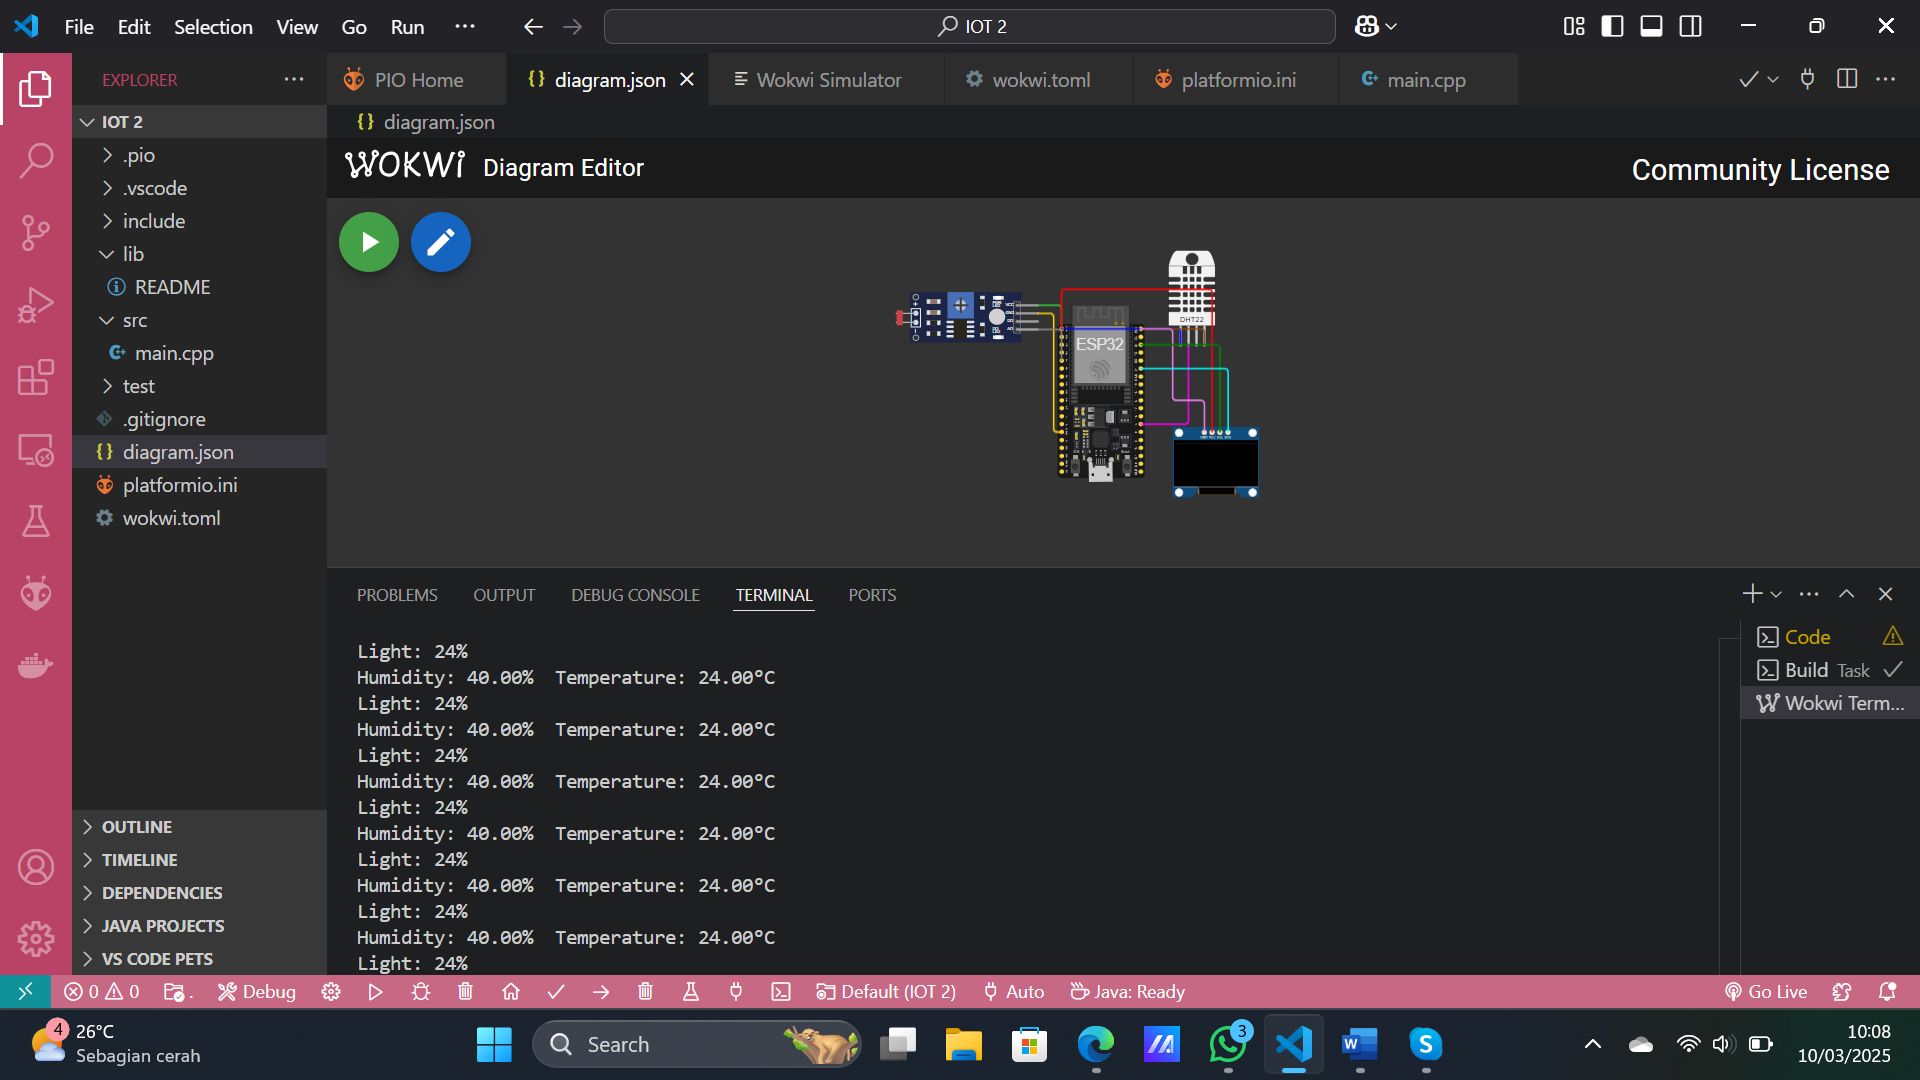 File Edit Selection View Go Run ···
IOT 2
EXPLORER
PIO Home
diagram.json
Wokwi Simulator
wokwi.toml
platformio.ini
main.cpp
IOT 2
.pio
.vscode
include
lib
README
src
main.cpp
test
.gitignore
diagram.json
platformio.ini
wokwi.toml
OUTLINE
TIMELINE
DEPENDENCIES
JAVA PROJECTS
VS CODE PETS
diagram.json
WOKWi Diagram Editor
Community License
DHT22
ESP32
PROBLEMS OUTPUT DEBUG CONSOLE TERMINAL PORTS
Light: 24%
Humidity: 40.00%  Temperature: 24.00°C
Light: 24%
Humidity: 40.00%  Temperature: 24.00°C
Light: 24%
Humidity: 40.00%  Temperature: 24.00°C
Light: 24%
Humidity: 40.00%  Temperature: 24.00°C
Light: 24%
Humidity: 40.00%  Temperature: 24.00°C
Light: 24%
Humidity: 40.00%  Temperature: 24.00°C
Light: 24%
Code
Build Task
Wokwi Term...
0 0 . Debug Default (IOT 2) Auto Java: Ready Go Live
4
26°C
Sebagian cerah
Search
3
10:08
10/03/2025